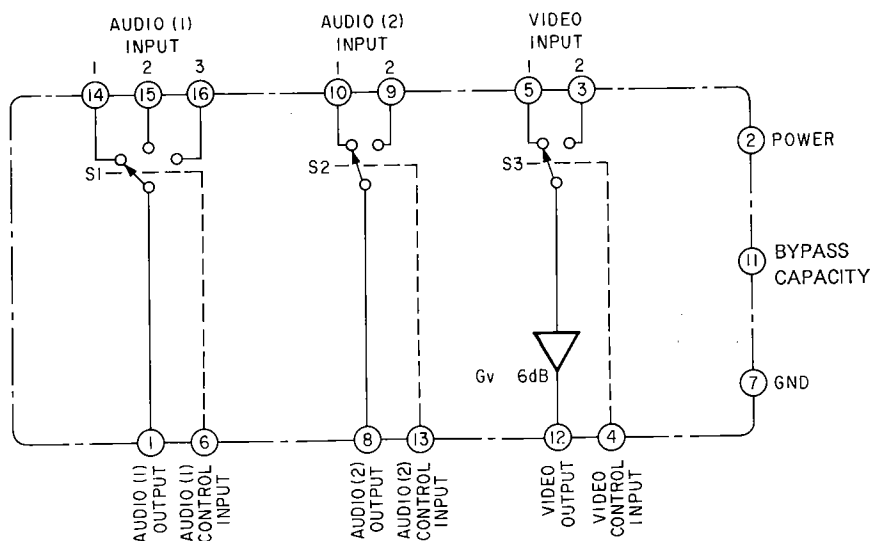 AUDIO (1)
INPUT
AUDIO (2)
INPUT
VIDEO
INPUT
1 2 3
1 2
1 2
14 15 16
10 9
5 3
S1
S2
S3
2 POWER
11 BYPASS
CAPACITY
Gv 6dB
7 GND
1 6
8 13
12 4
AUDIO (1)
OUTPUT
AUDIO (1)
CONTROL
INPUT
AUDIO (2)
OUTPUT
AUDIO (2)
CONTROL
INPUT
VIDEO
OUTPUT
VIDEO
CONTROL
INPUT